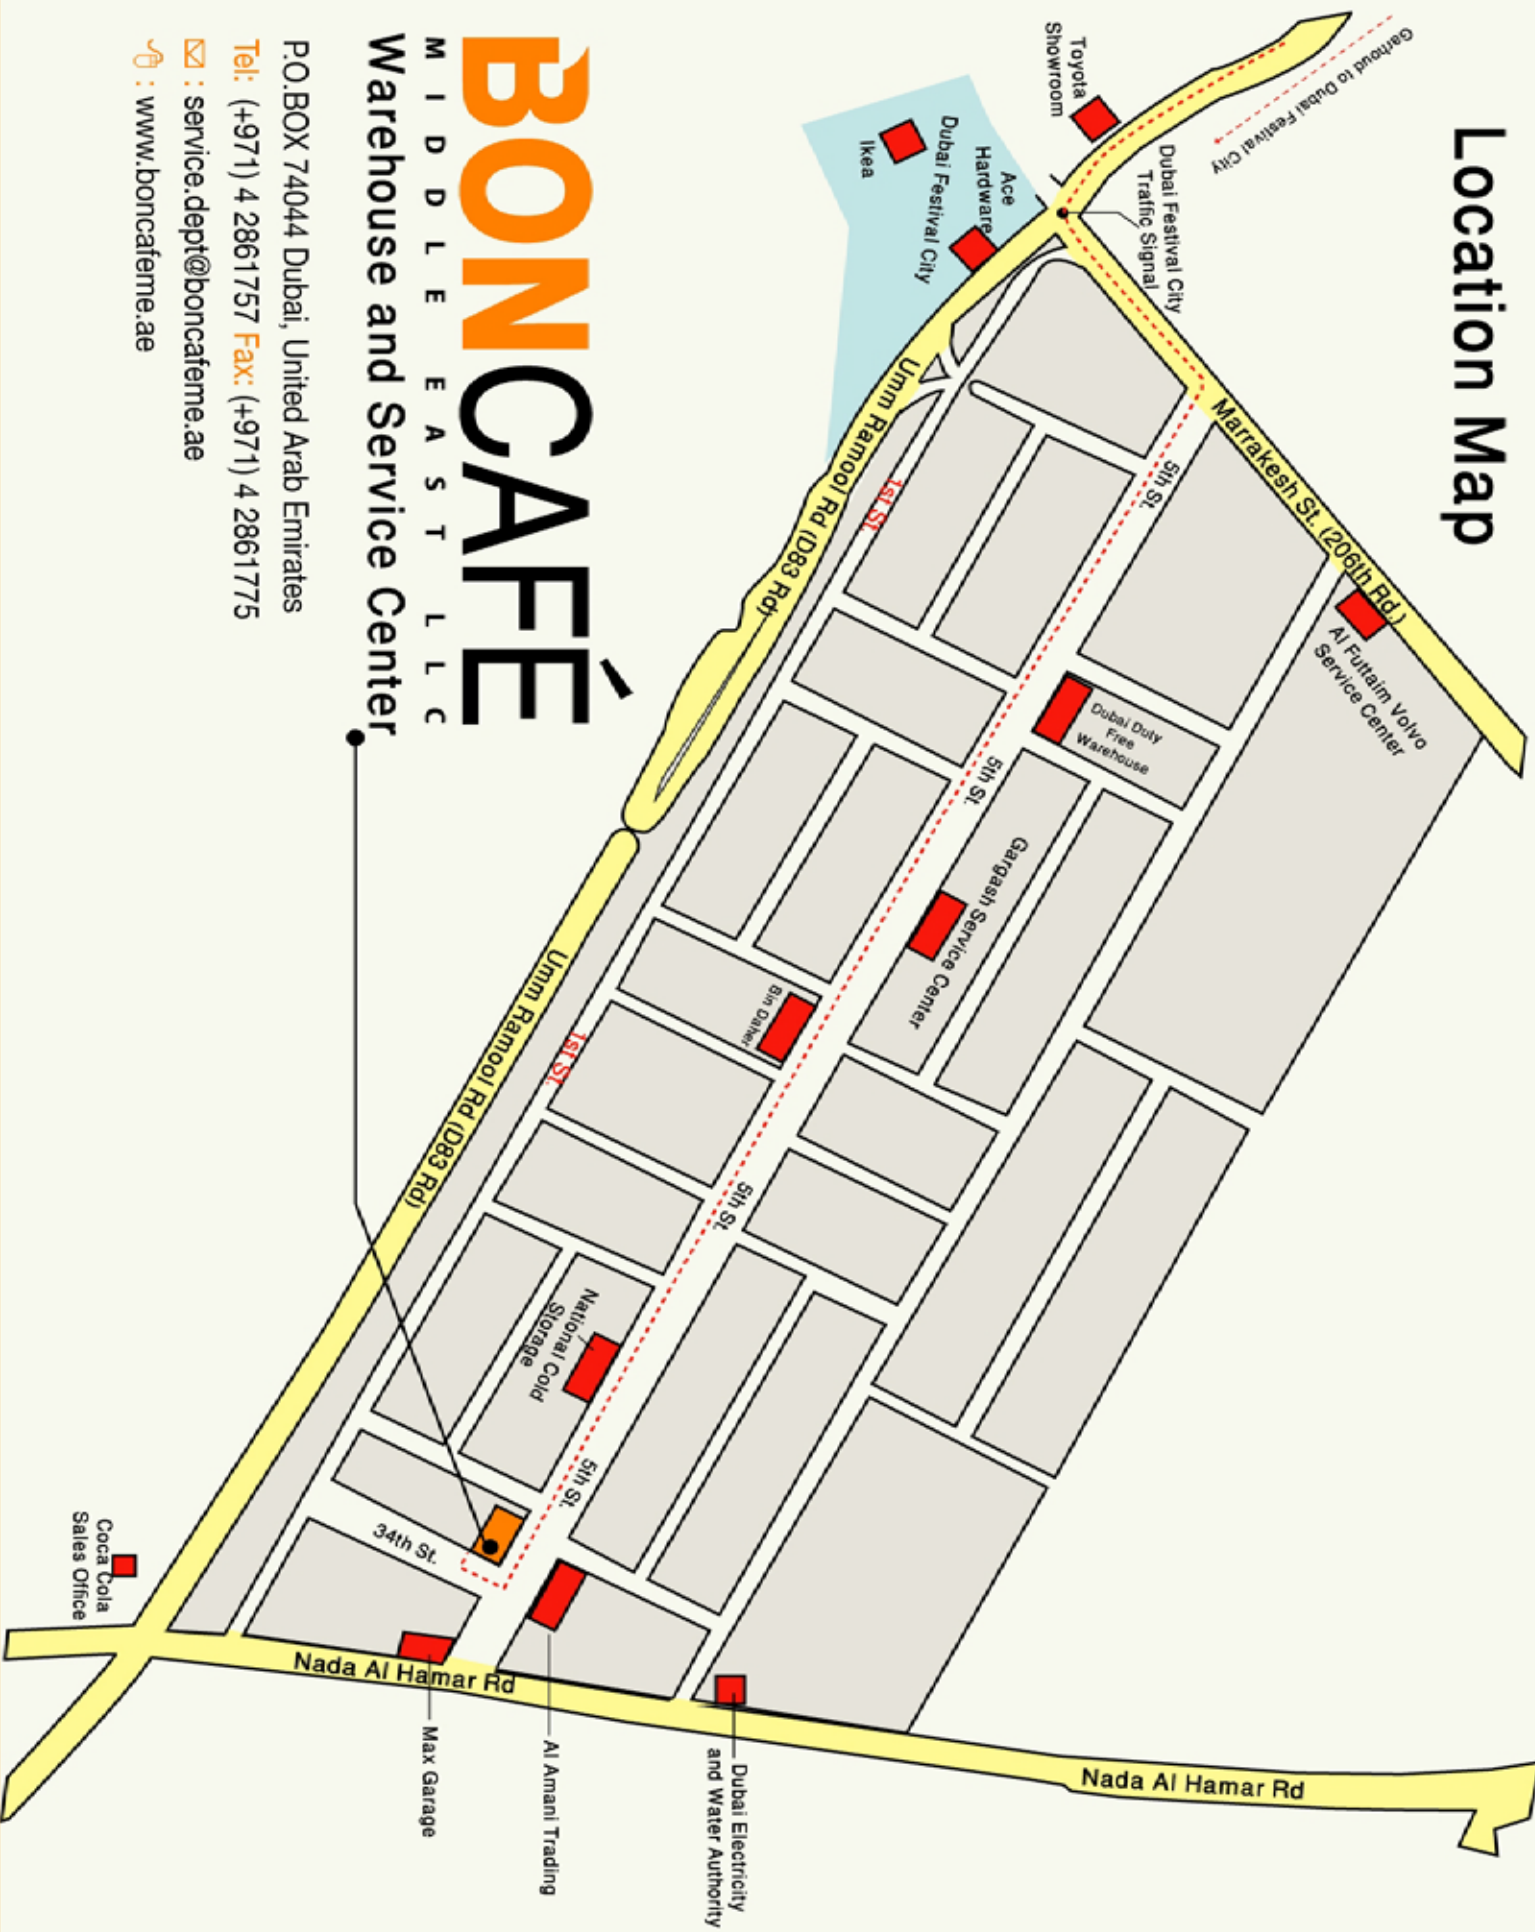 Location Map
Garhoud to Dubai Festival City
Toyota
Showroom
Dubai Festival City
Traffic Signal
Ace
Hardware
Dubai Festival City
Ikea
Marrakesh St. (206th Rd.)
Al Futtaim Volvo
Service Center
5th St.
Umm Ramool Rd (D83 Rd)
1st St.
Dubai Duty
Free
Warehouse
5th St.
Gargash Service Center
Bin Daher
Umm Ramool Rd (D83 Rd)
1st St.
5th St.
National Cold
Storage
5th St.
34th St.
Nada Al Hamar Rd
Nada Al Hamar Rd
Dubai Electricity
and Water Authority
Al Amani Trading
Max Garage
Coca Cola
Sales Office
BONCAFÉ
MIDDLE EAST LLC
Warehouse and Service Center
P.O.BOX 74044 Dubai, United Arab Emirates
Tel: (+971) 4 2861757 Fax: (+971) 4 2861775
: service.dept@boncafeme.ae
: www.boncafeme.ae